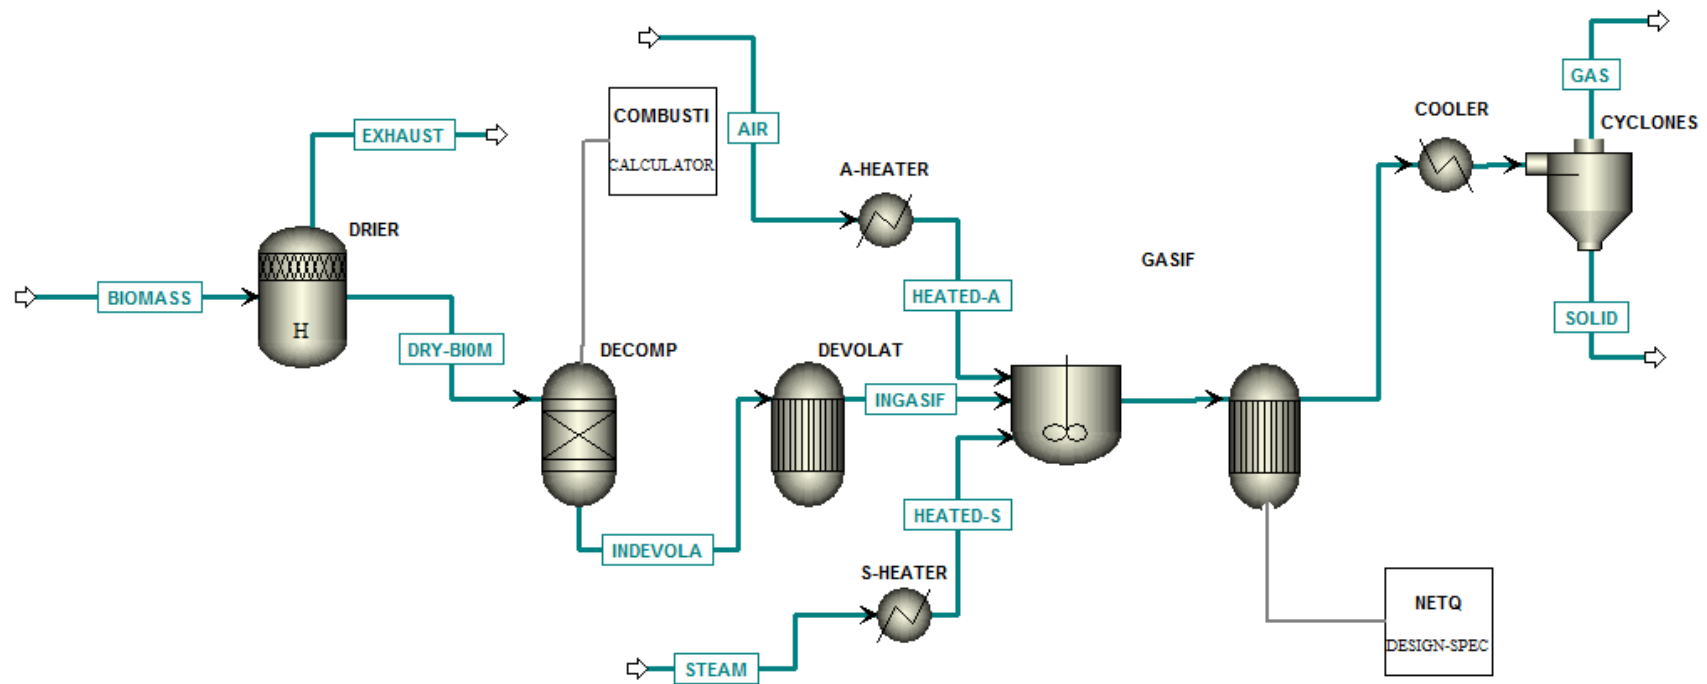 GAS
COOLER
CYCLONES
COMBUSTI
CALCULATOR
AIR
EXHAUST
A-HEATER
DRIER
GASIF
BIOMASS
H
HEATED-A
SOLID
DRY-BI0M
DECOMP
DEVOLAT
INGASIF
HEATED-S
INDEVOLA
S-HEATER
NETQ
DESIGN-SPEC
STEAM